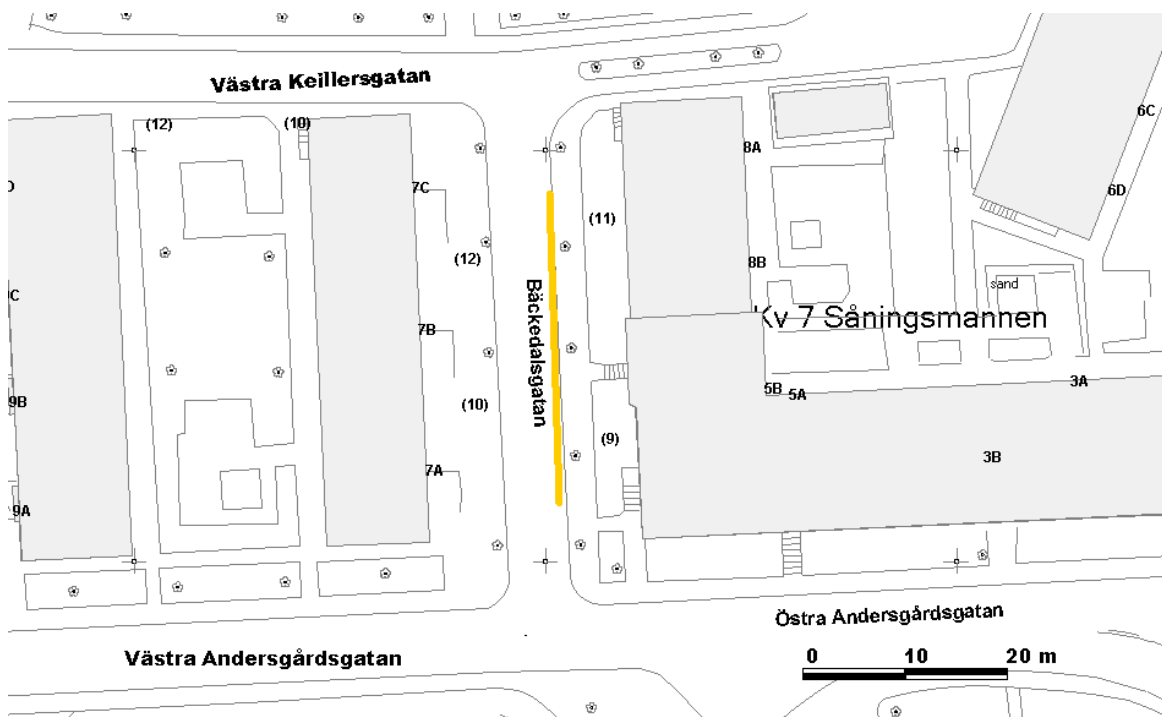 Västra Keillersgatan
(12)
(10)
8A
6C
7C
6D
(11)
(12)
8B
sand
C
Bäckedalsgatan
Kv 7 Såningsmannen
7B
3A
5B
5A
9B
(10)
(9)
3B
7A
9A
Östra Andersgårdsgatan
Västra Andersgårdsgatan
0 10 20 m